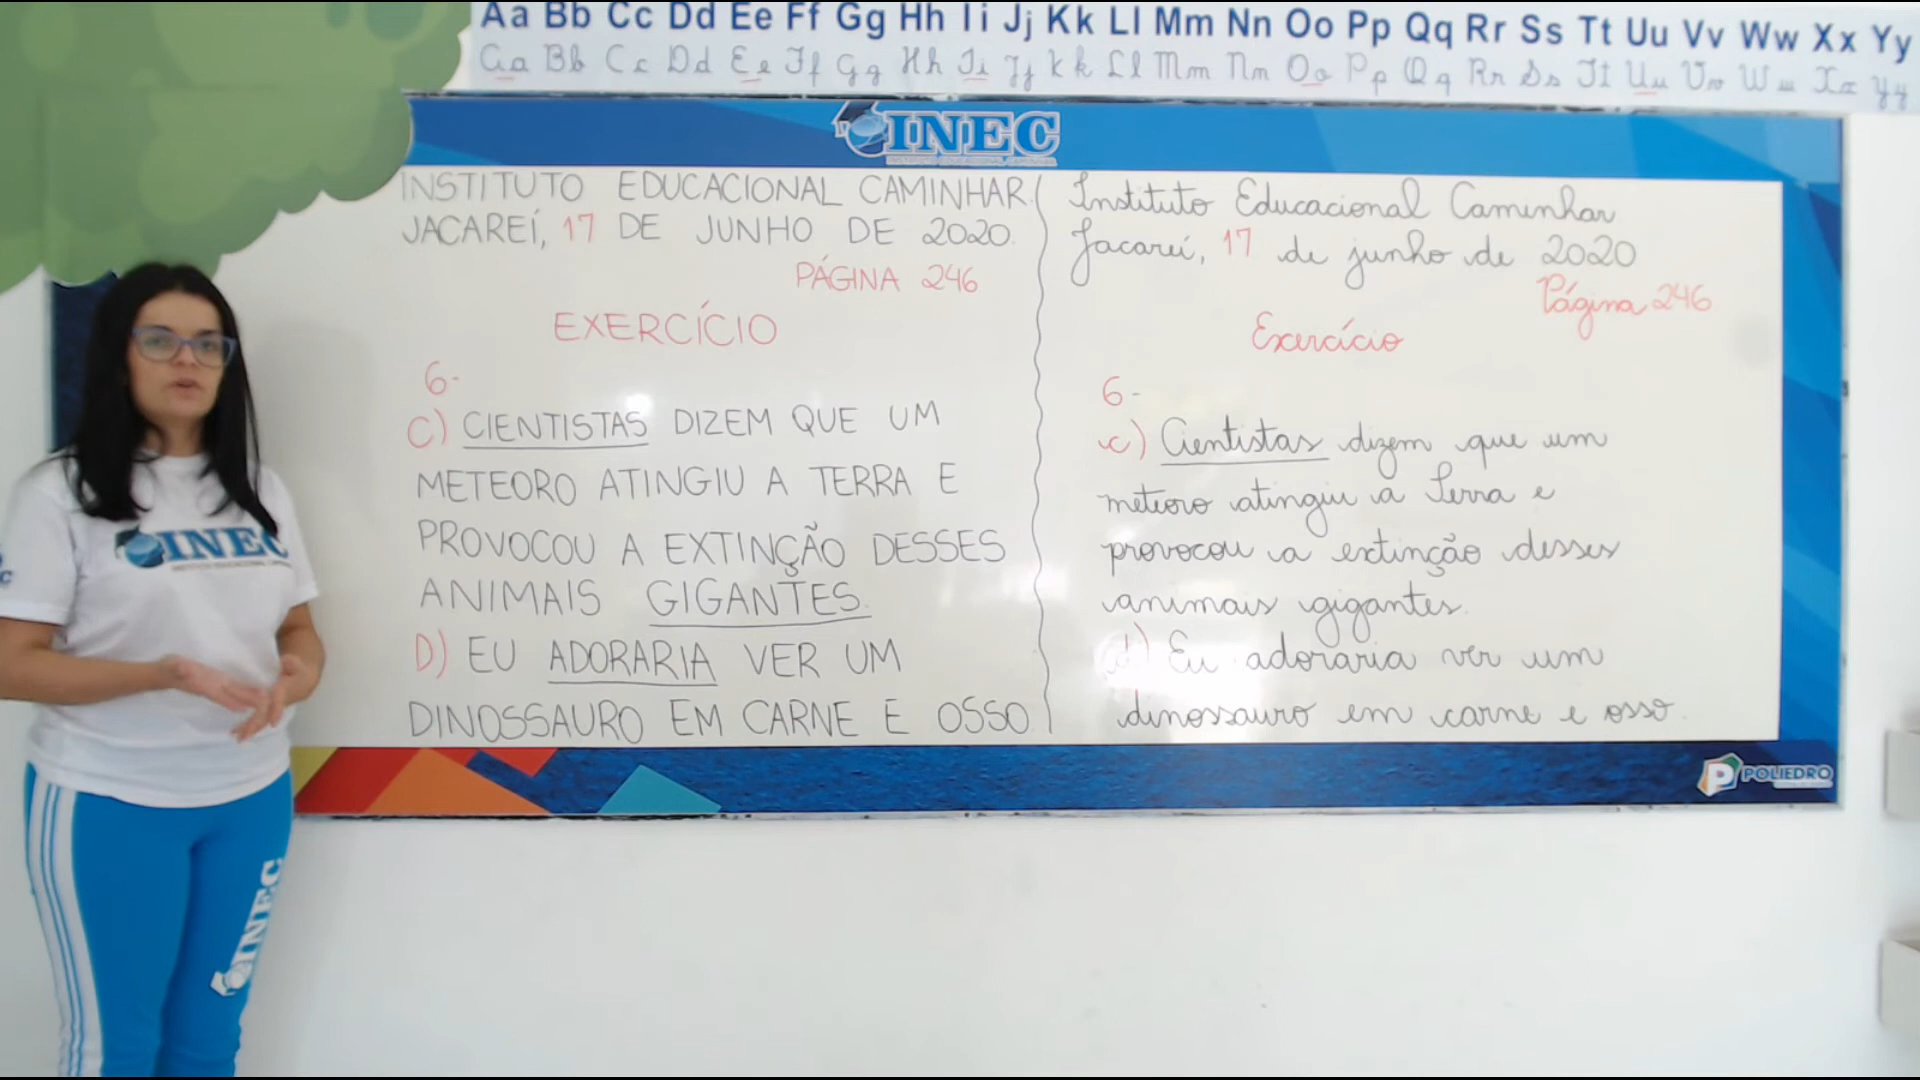 Aa Bb Cc Dd Ee Ff Gg Hh Ii Jj Kk Ll Mm Nn Oo Pp Qq Rr Ss Tt Uu Vv Ww Xx Yy
Aa Bb Cc Dd Ee Ff Gg Hh Ii Jj Kk Ll Mm Nn Oo Pp Qq Rr Ss Tt Uu Vv Ww Xx Yy
INEC
INSTITUTO EDUCACIONAL CAMINHAR
JACAREÍ, 17 DE JUNHO DE 2020.
PÁGINA 246
EXERCÍCIO
6-
C) CIENTISTAS DIZEM QUE UM
METEORO ATINGIU A TERRA E
PROVOCOU A EXTINÇÃO DESSES
ANIMAIS GIGANTES.
D) EU ADORARIA VER UM
DINOSSAURO EM CARNE E OSSO.
Instituto Educacional Caminhar
Jacareí, 17 de junho de 2020
Página 246
Exercício
6-
c) Cientistas dizem que um
meteoro atingiu a Terra e
provocou a extinção desses
animais gigantes.
d) Eu adoraria ver um
dinossauro em carne e osso.
POLIEDRO
INEC
INEC